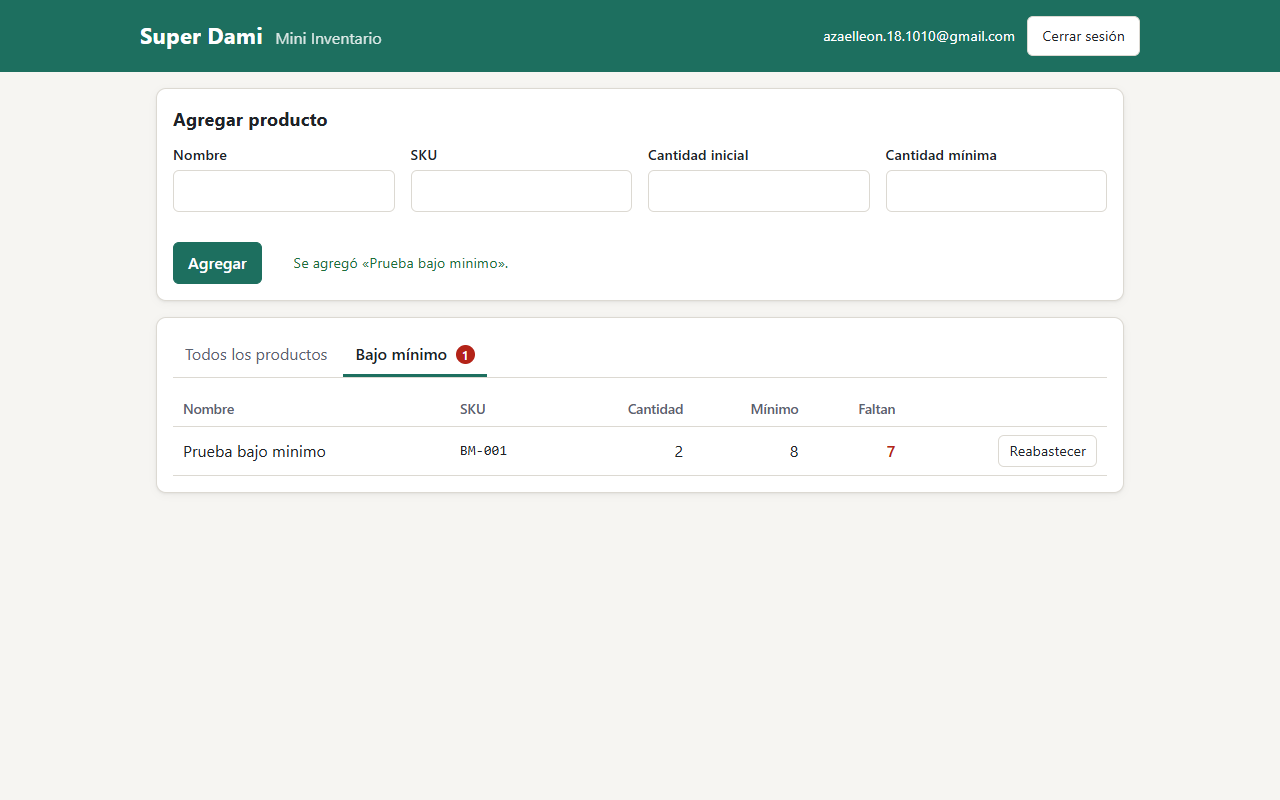 Super Dami Mini Inventario azaelleon.18.1010@gmail.com Cerrar sesión
Agregar producto
Nombre SKU Cantidad inicial Cantidad mínima
Agregar Se agregó «Prueba bajo minimo».
Todos los productos Bajo mínimo 1
Nombre SKU Cantidad Mínimo Faltan
Prueba bajo minimo BM-001 2 8 7 Reabastecer